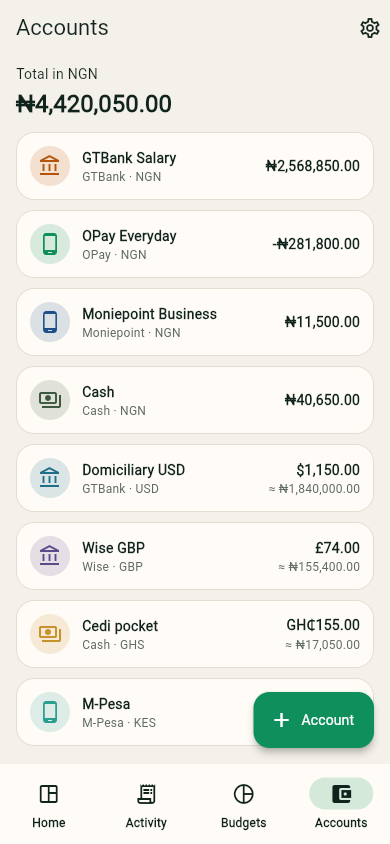 Accounts
Total in NGN
₦4,420,050.00
GTBank Salary
GTBank · NGN
₦2,568,850.00
OPay Everyday
OPay · NGN
-₦281,800.00
Moniepoint Business
Moniepoint · NGN
₦11,500.00
Cash
Cash · NGN
₦40,650.00
Domiciliary USD
GTBank · USD
$1,150.00
≈ ₦1,840,000.00
Wise GBP
Wise · GBP
£74.00
≈ ₦155,400.00
Cedi pocket
Cash · GHS
GH₵155.00
≈ ₦17,050.00
M-Pesa
M-Pesa · KES
+ Account
Home
Activity
Budgets
Accounts